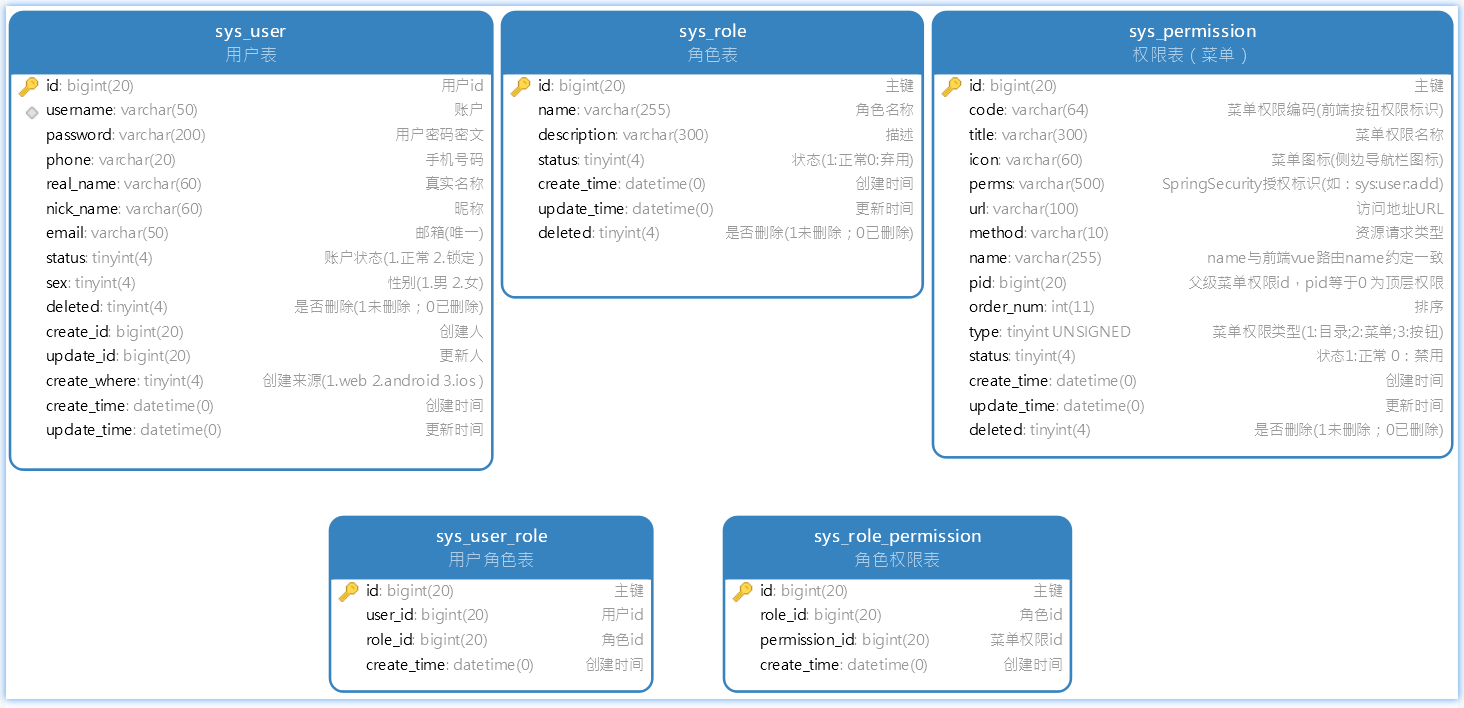 sys_user
用户表
id: bigint(20) 用户id
username: varchar(50) 账户
password: varchar(200) 用户密码密文
phone: varchar(20) 手机号码
real_name: varchar(60) 真实名称
nick_name: varchar(60) 昵称
email: varchar(50) 邮箱(唯一)
status: tinyint(4) 账户状态(1.正常 2.锁定 )
sex: tinyint(4) 性别(1.男 2.女)
deleted: tinyint(4) 是否删除(1未删除；0已删除)
create_id: bigint(20) 创建人
update_id: bigint(20) 更新人
create_where: tinyint(4) 创建来源(1.web 2.android 3.ios )
create_time: datetime(0) 创建时间
update_time: datetime(0) 更新时间
sys_role
角色表
id: bigint(20) 主键
name: varchar(255) 角色名称
description: varchar(300) 描述
status: tinyint(4) 状态(1:正常0:弃用)
create_time: datetime(0) 创建时间
update_time: datetime(0) 更新时间
deleted: tinyint(4) 是否删除(1未删除；0已删除)
sys_permission
权限表（菜单）
id: bigint(20) 主键
code: varchar(64) 菜单权限编码(前端按钮权限标识)
title: varchar(300) 菜单权限名称
icon: varchar(60) 菜单图标(侧边导航栏图标)
perms: varchar(500) SpringSecurity授权标识(如：sys:user:add)
url: varchar(100) 访问地址URL
method: varchar(10) 资源请求类型
name: varchar(255) name与前端vue路由name约定一致
pid: bigint(20) 父级菜单权限id，pid等于0 为顶层权限
order_num: int(11) 排序
type: tinyint UNSIGNED 菜单权限类型(1:目录;2:菜单;3:按钮)
status: tinyint(4) 状态1:正常 0：禁用
create_time: datetime(0) 创建时间
update_time: datetime(0) 更新时间
deleted: tinyint(4) 是否删除(1未删除；0已删除)
sys_user_role
用户角色表
id: bigint(20) 主键
user_id: bigint(20) 用户id
role_id: bigint(20) 角色id
create_time: datetime(0) 创建时间
sys_role_permission
角色权限表
id: bigint(20) 主键
role_id: bigint(20) 角色id
permission_id: bigint(20) 菜单权限id
create_time: datetime(0) 创建时间